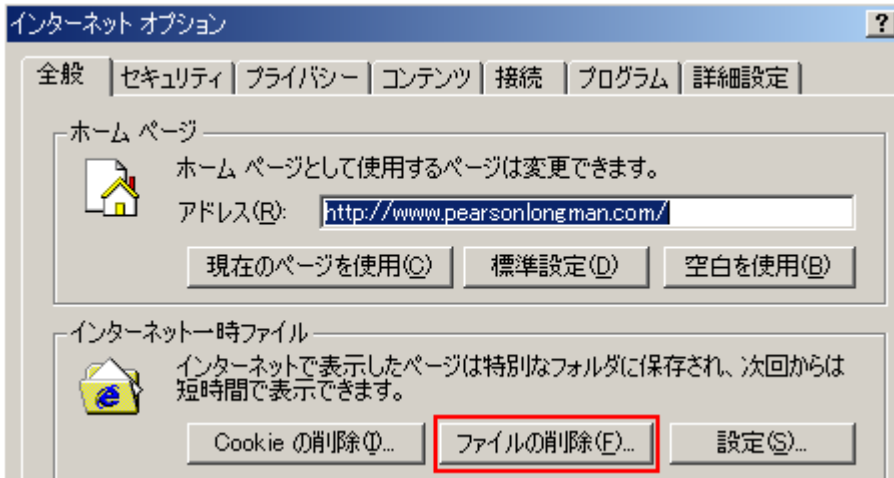 インターネット オプション ?
全般 セキュリティ プライバシー コンテンツ 接続 プログラム 詳細設定
ホーム ページ
ホーム ページとして使用するページは変更できます。
アドレス(R): http://www.pearsonlongman.com/
現在のページを使用(C) 標準設定(D) 空白を使用(B)
インターネット一時ファイル
インターネットで表示したページは特別なフォルダに保存され、次回からは
短時間で表示できます。
Cookie の削除(I)... ファイルの削除(F)... 設定(S)...